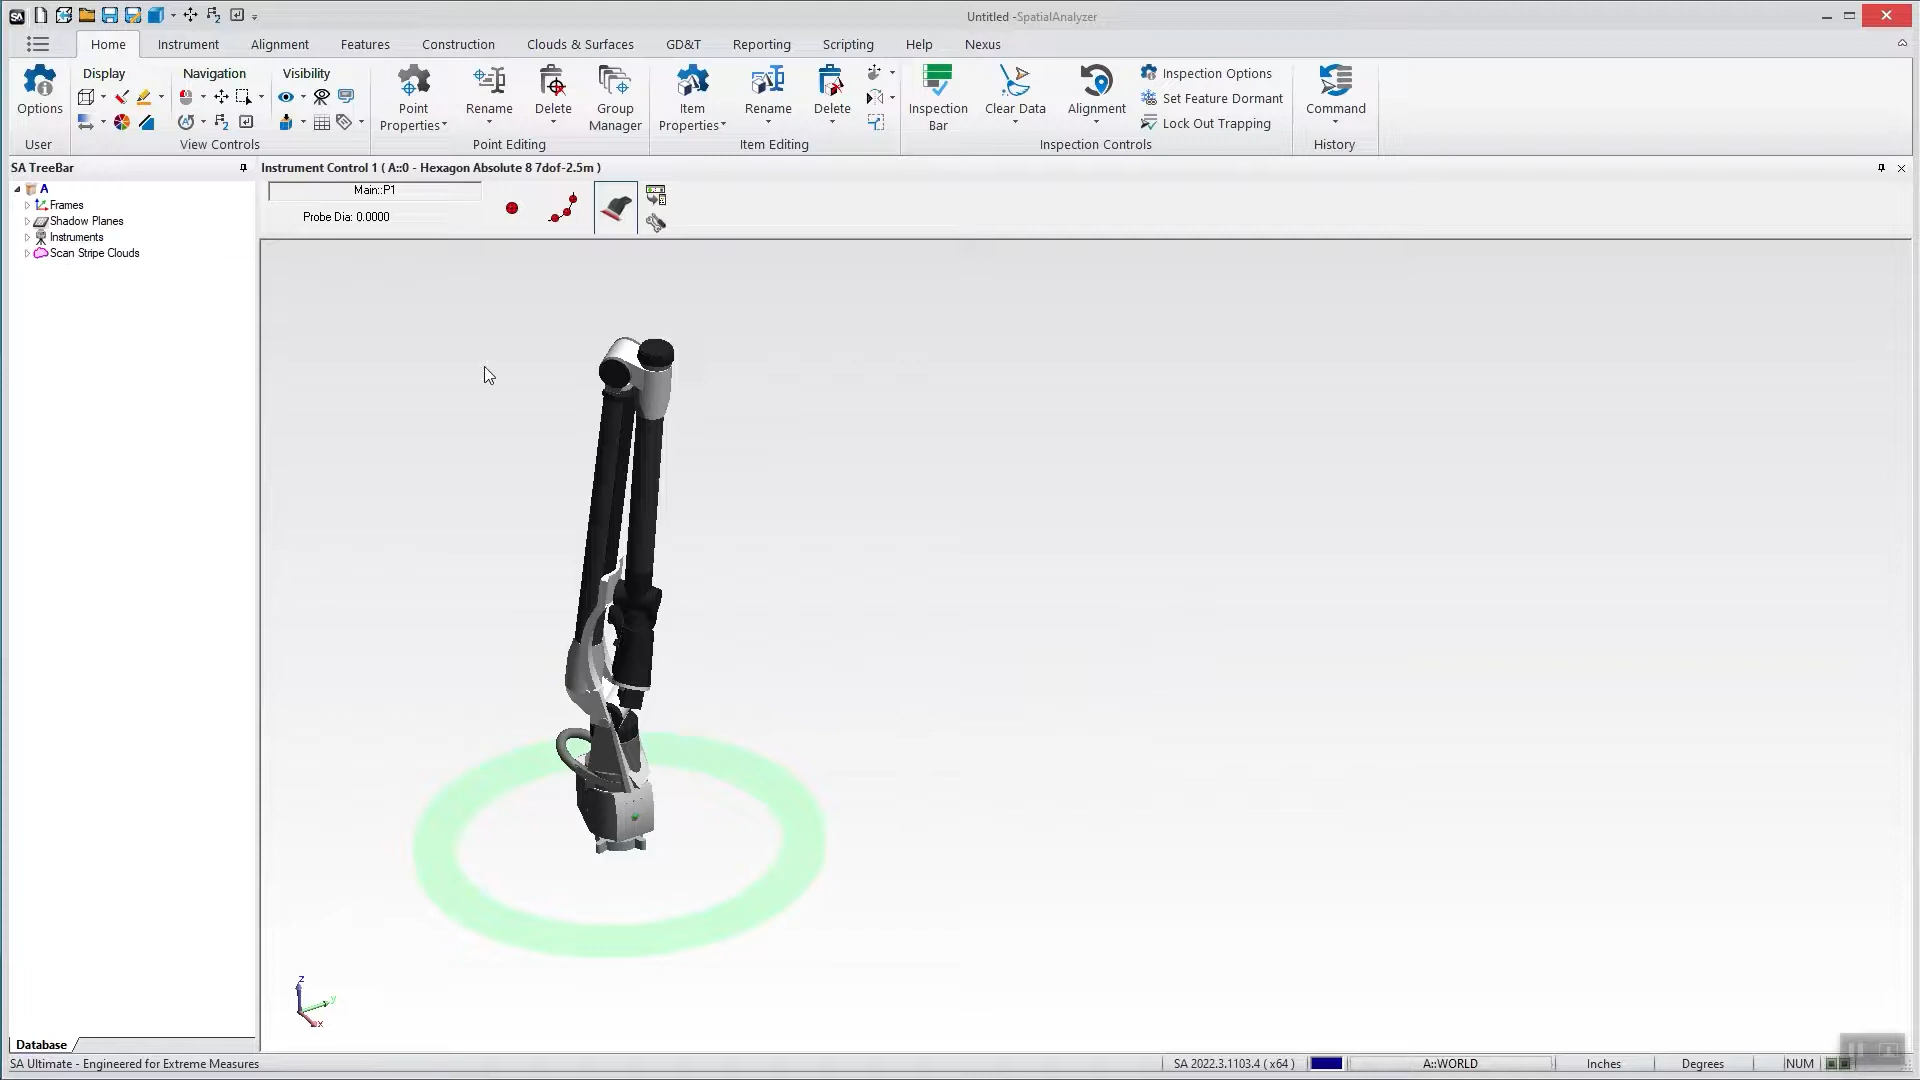 SA
Untitled -SpatialAnalyzer
Home Instrument Alignment Features Construction Clouds & Surfaces GD&T Reporting Scripting Help Nexus
Options
User
Display Navigation Visibility
View Controls
Point Properties Rename Delete Group Manager
Point Editing
Item Properties Rename Delete
Item Editing
Inspection Bar Clear Data Alignment
Inspection Options
Set Feature Dormant
Lock Out Trapping
Inspection Controls
Command
History
SA TreeBar
Instrument Control 1 ( A::0 - Hexagon Absolute 8 7dof-2.5m )
A
Frames
Shadow Planes
Instruments
Scan Stripe Clouds
Main::P1
Probe Dia: 0.0000
z
y
x
Database
SA Ultimate - Engineered for Extreme Measures
SA 2022.3.1103.4 ( x64 )
A::WORLD
Inches
Degrees
NUM